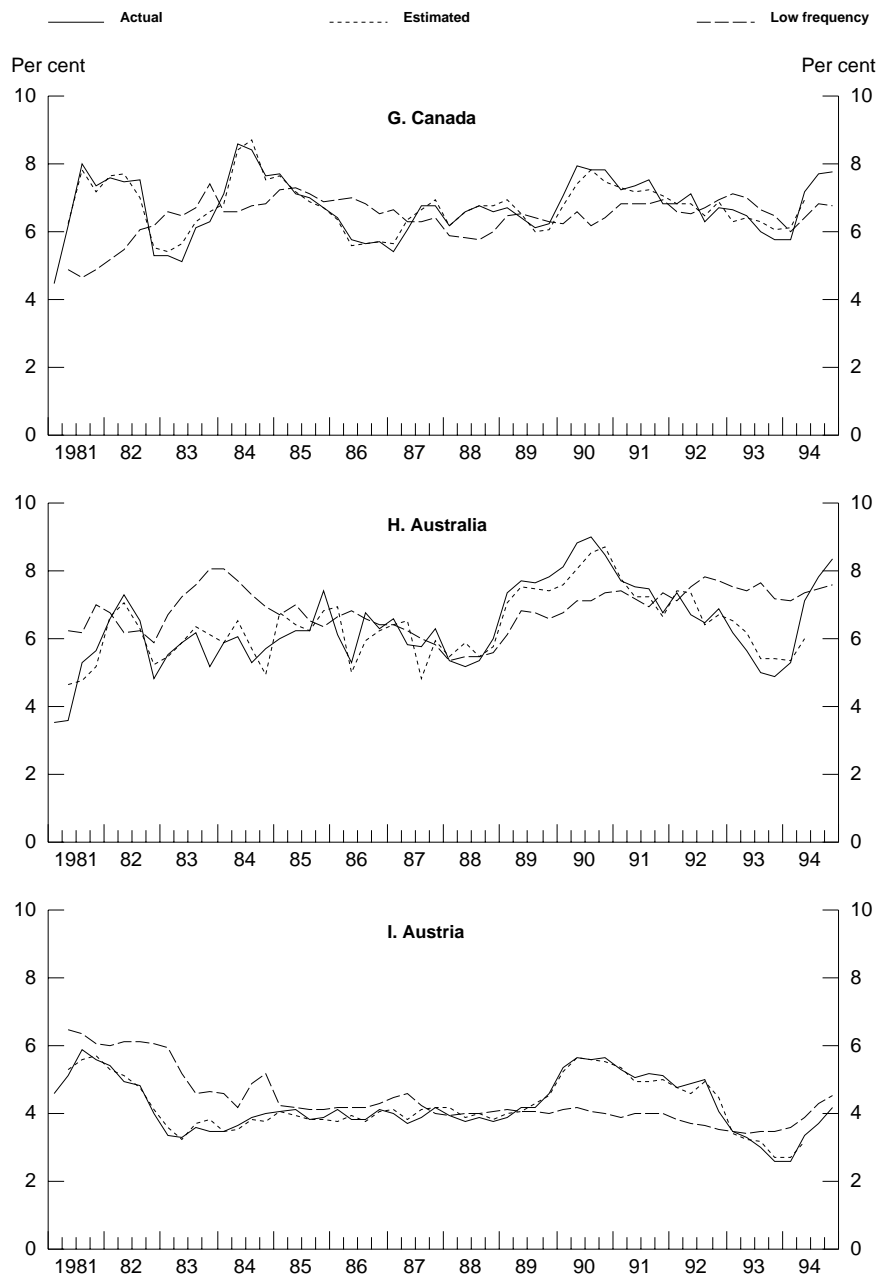 Actual Estimated Low frequency
Per cent Per cent
G. Canada
10 10
8 8
6 6
4 4
2 2
0 0
1981 82 83 84 85 86 87 88 89 90 91 92 93 94
H. Australia
10 10
8 8
6 6
4 4
2 2
0 0
1981 82 83 84 85 86 87 88 89 90 91 92 93 94
I. Austria
10 10
8 8
6 6
4 4
2 2
0 0
1981 82 83 84 85 86 87 88 89 90 91 92 93 94